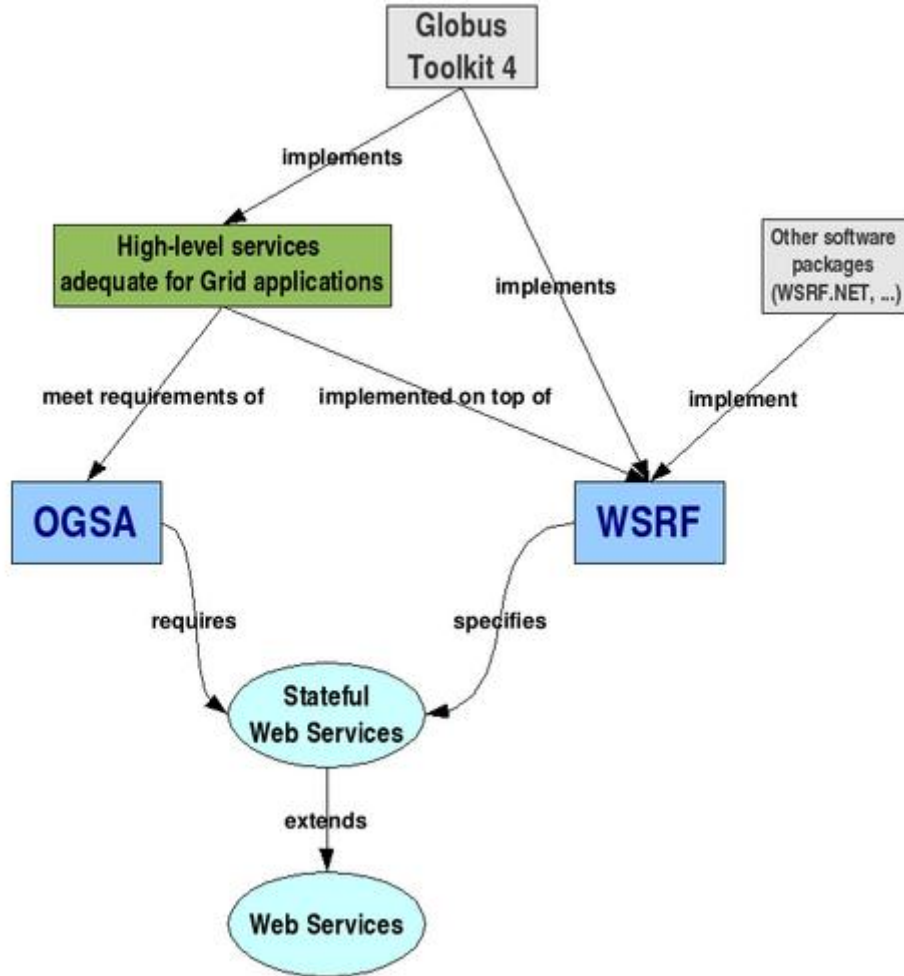 Globus
Toolkit 4
implements
High-level services
adequate for Grid applications
implements
Other software
packages
(WSRF.NET, ...)
meet requirements of
implemented on top of
implement
OGSA
WSRF
requires
specifies
Stateful
Web Services
extends
Web Services